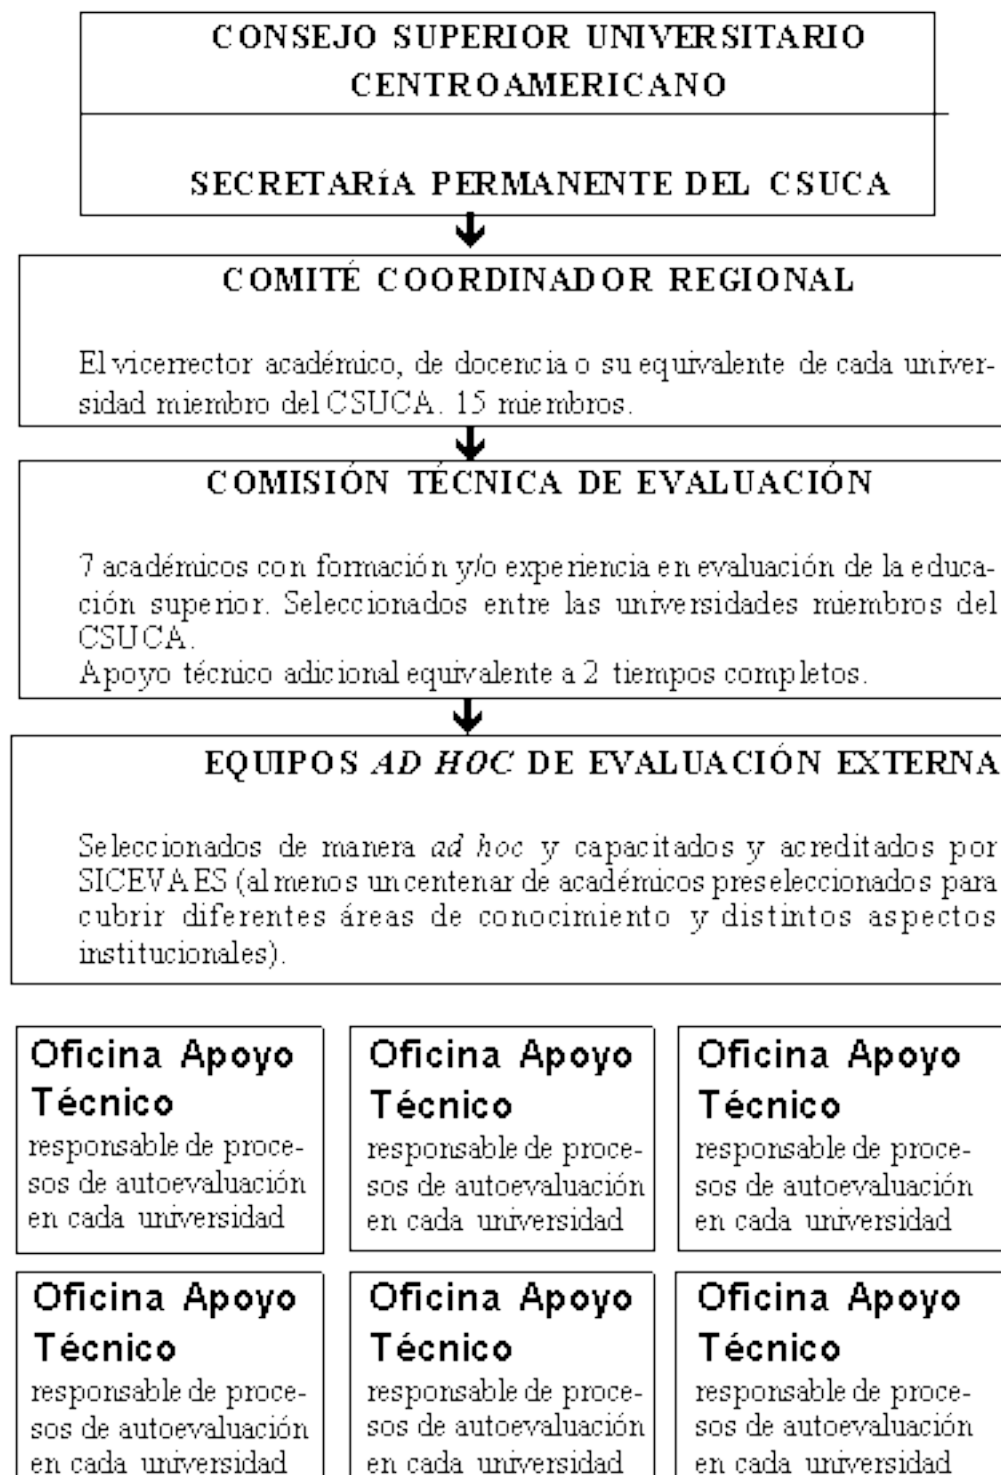 CONSEJO SUPERIOR UNIVERSITARIO
CENTROAMERICANO
SECRETARíA PERMANENTE DEL CSUCA
COMITÉ COORDINADOR REGIONAL
El vicerrector académico, de docencia o su equivalente de cada univer-
sidad miembro del CSUCA. 15 miembros.
COMISIÓN TÉCNICA DE EVALUACIÓN
7 académicos con formación y/o experiencia en evaluación de la educa-
ción superior. Seleccionados entre las universidades miembros del
CSUCA.
Apoyo técnico adicional equivalente a 2 tiempos completos.
EQUIPOS AD HOC DE EVALUACIÓN EXTERNA
Seleccionados de manera ad hoc y capacitados y acreditados por
SICEVAES (al menos un centenar de académicos preseleccionados para
cubrir diferentes áreas de conocimiento y distintos aspectos
institucionales).
Oficina Apoyo
Técnico
responsable de proce-
sos de autoevaluación
en cada universidad
Oficina Apoyo
Técnico
responsable de proce-
sos de autoevaluación
en cada universidad
Oficina Apoyo
Técnico
responsable de proce-
sos de autoevaluación
en cada universidad
Oficina Apoyo
Técnico
responsable de proce-
sos de autoevaluación
en cada universidad
Oficina Apoyo
Técnico
responsable de proce-
sos de autoevaluación
en cada universidad
Oficina Apoyo
Técnico
responsable de proce-
sos de autoevaluación
en cada universidad